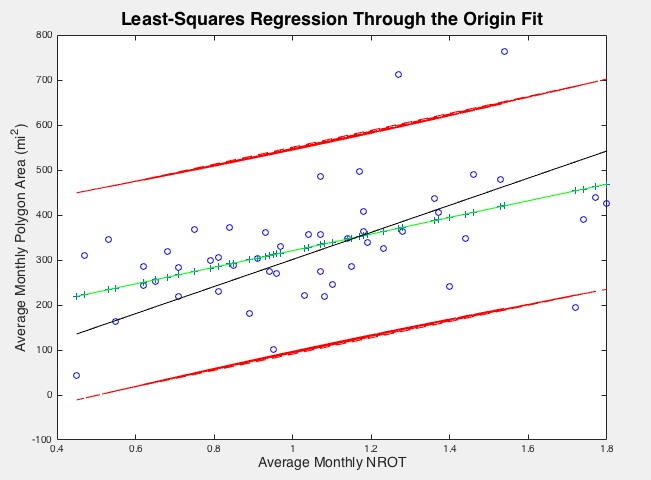 Least-Squares Regression Through the Origin Fit
800
700
600
500
400
300
200
100
0
-100
Average Monthly Polygon Area (mi²)
0.4 0.6 0.8 1 1.2 1.4 1.6 1.8
Average Monthly NROT